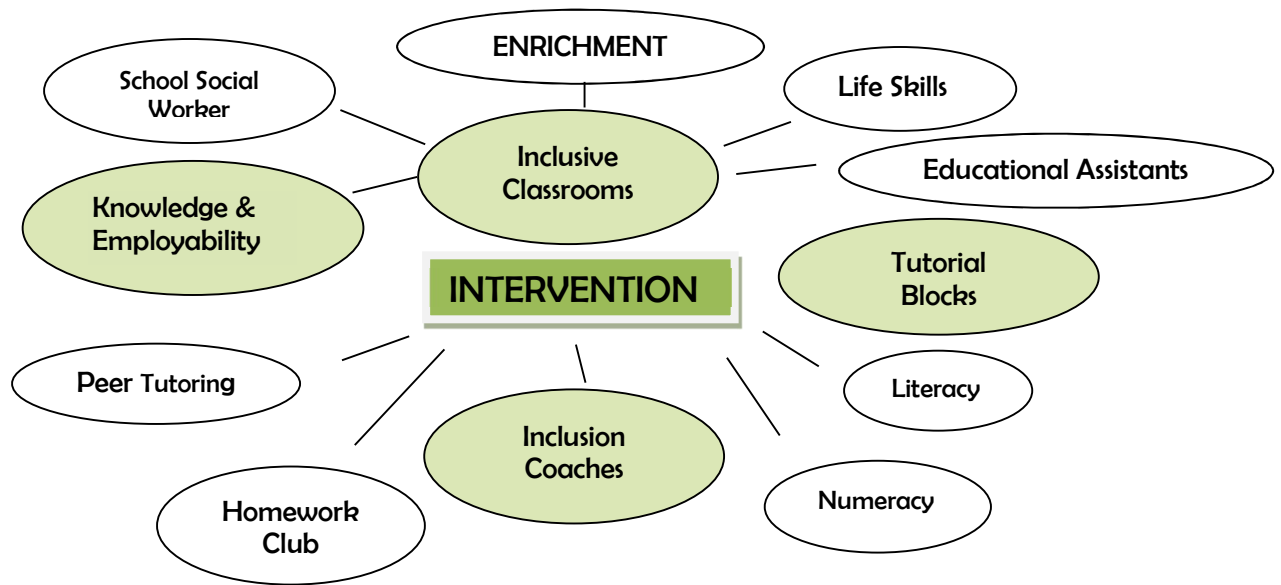 ENRICHMENT
School Social
Worker
Life Skills
Inclusive
Classrooms
Educational Assistants
Knowledge &
Employability
Tutorial
Blocks
INTERVENTION
Peer Tutoring
Literacy
Inclusion
Coaches
Numeracy
Homework
Club